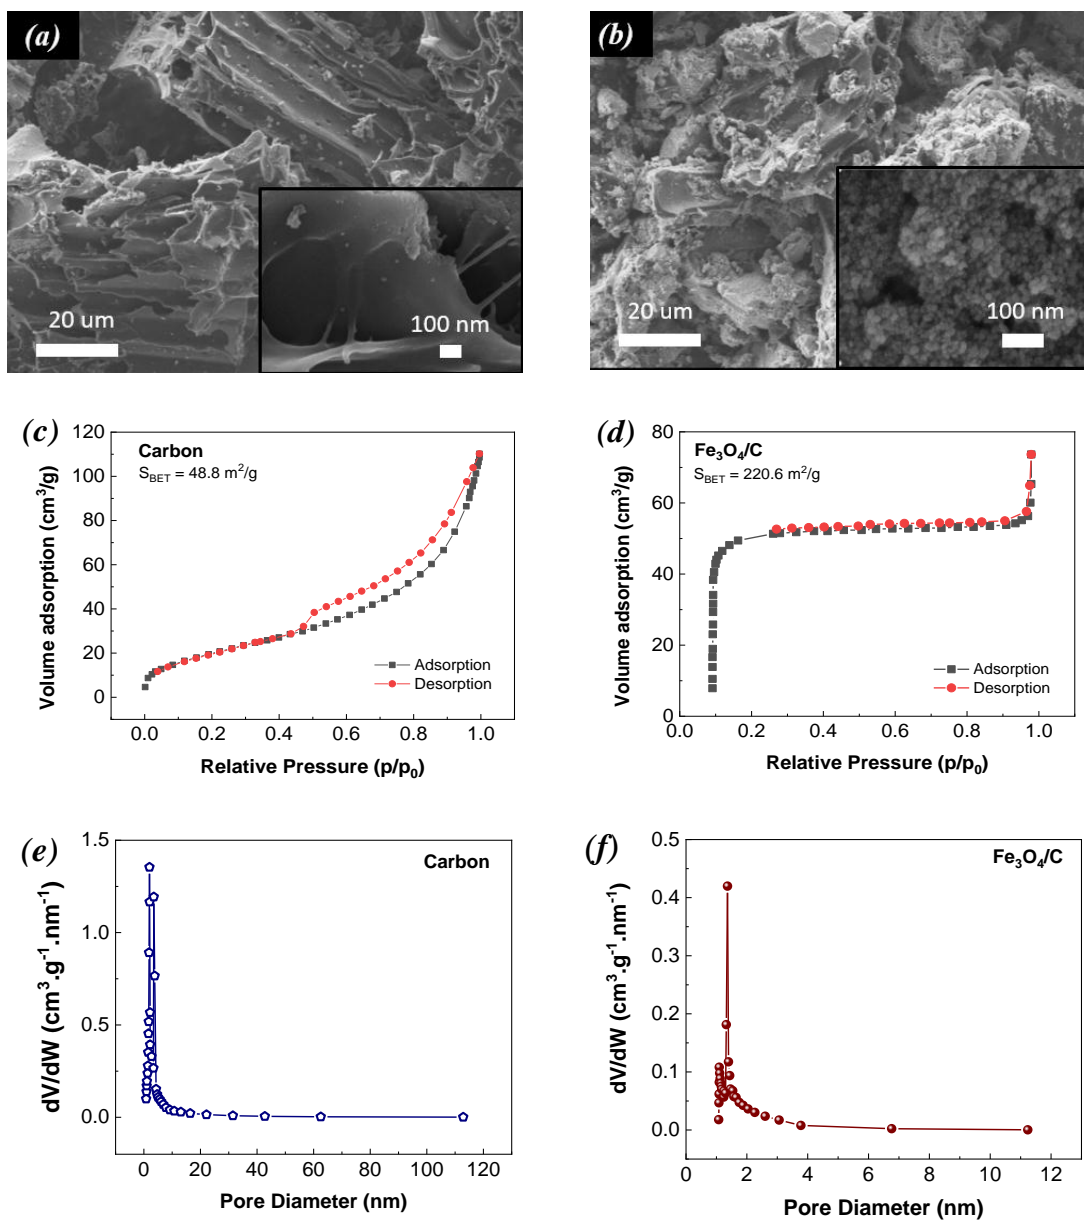 (a)
20 um
100 nm
(b)
20 um
100 nm
(c)
Carbon
S_BET = 48.8 m²/g
120
100
80
60
40
20
0
Volume adsorption (cm³/g)
Adsorption
Desorption
0.0 0.2 0.4 0.6 0.8 1.0
Relative Pressure (p/p₀)
(d)
Fe₃O₄/C
S_BET = 220.6 m²/g
80
60
40
20
0
Volume adsorption (cm³/g)
Adsorption
Desorption
0.0 0.2 0.4 0.6 0.8 1.0
Relative Pressure (p/p₀)
(e)
Carbon
1.5
1.0
0.5
0.0
dV/dW (cm³.g⁻¹.nm⁻¹)
0 20 40 60 80 100 120
Pore Diameter (nm)
(f)
Fe₃O₄/C
0.5
0.4
0.3
0.2
0.1
0.0
dV/dW (cm³.g⁻¹.nm⁻¹)
0 2 4 6 8 10 12
Pore Diameter (nm)